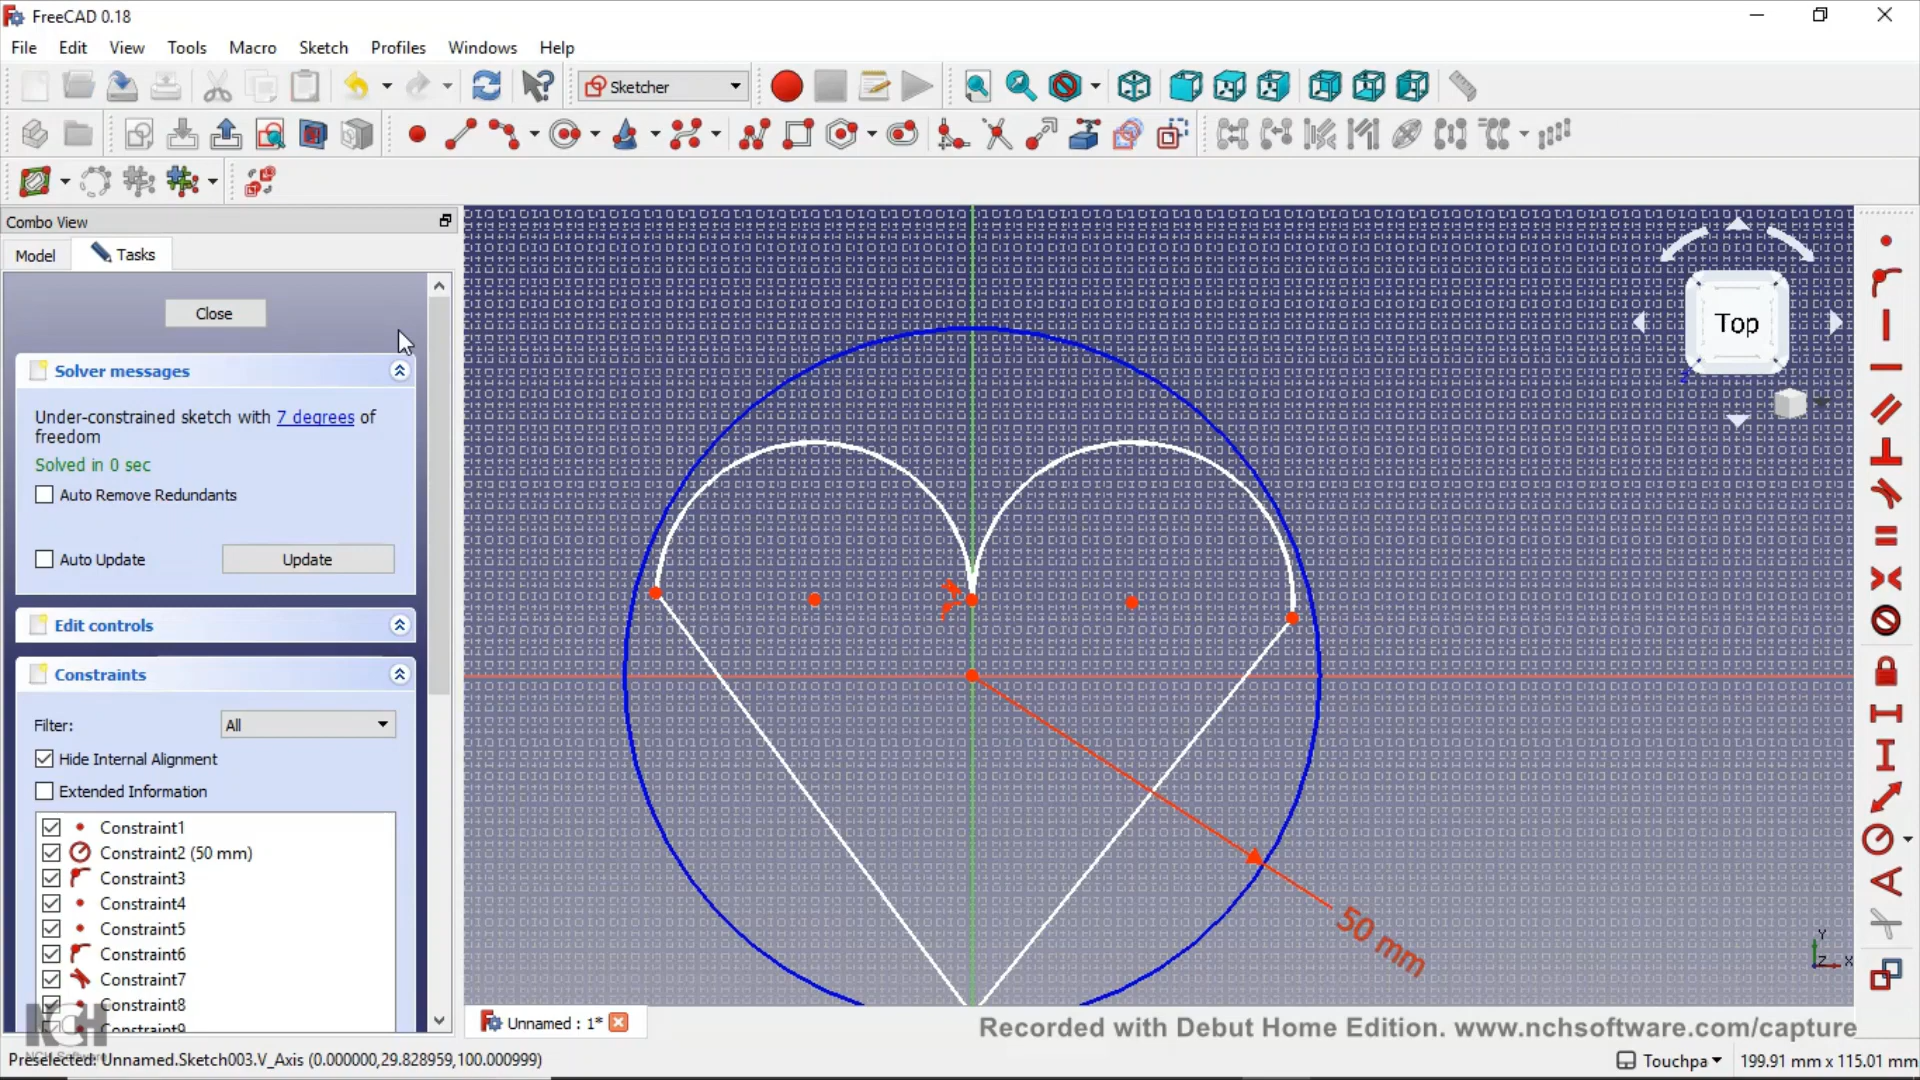 FreeCAD 0.18
File Edit View Tools Macro Sketch Profiles Windows Help
Sketcher
Combo View
Model Tasks
Close
Solver messages
Under-constrained sketch with 7 degrees of
freedom
Solved in 0 sec
Auto Remove Redundants
Auto Update Update
Edit controls
Constraints
Filter: All
Hide Internal Alignment
Extended Information
Constraint1
Constraint2 (50 mm)
Constraint3
Constraint4
Constraint5
Constraint6
Constraint7
Constraint8
Constraint9
Top
Z
50 mm
Y
Z X
Unnamed : 1*
Recorded with Debut Home Edition. www.nchsoftware.com/capture
NCH
NCH Software
Preselected: Unnamed.Sketch003.V_Axis (0.000000,29.828959,100.000999)
Touchpa
199.91 mm x 115.01 mm